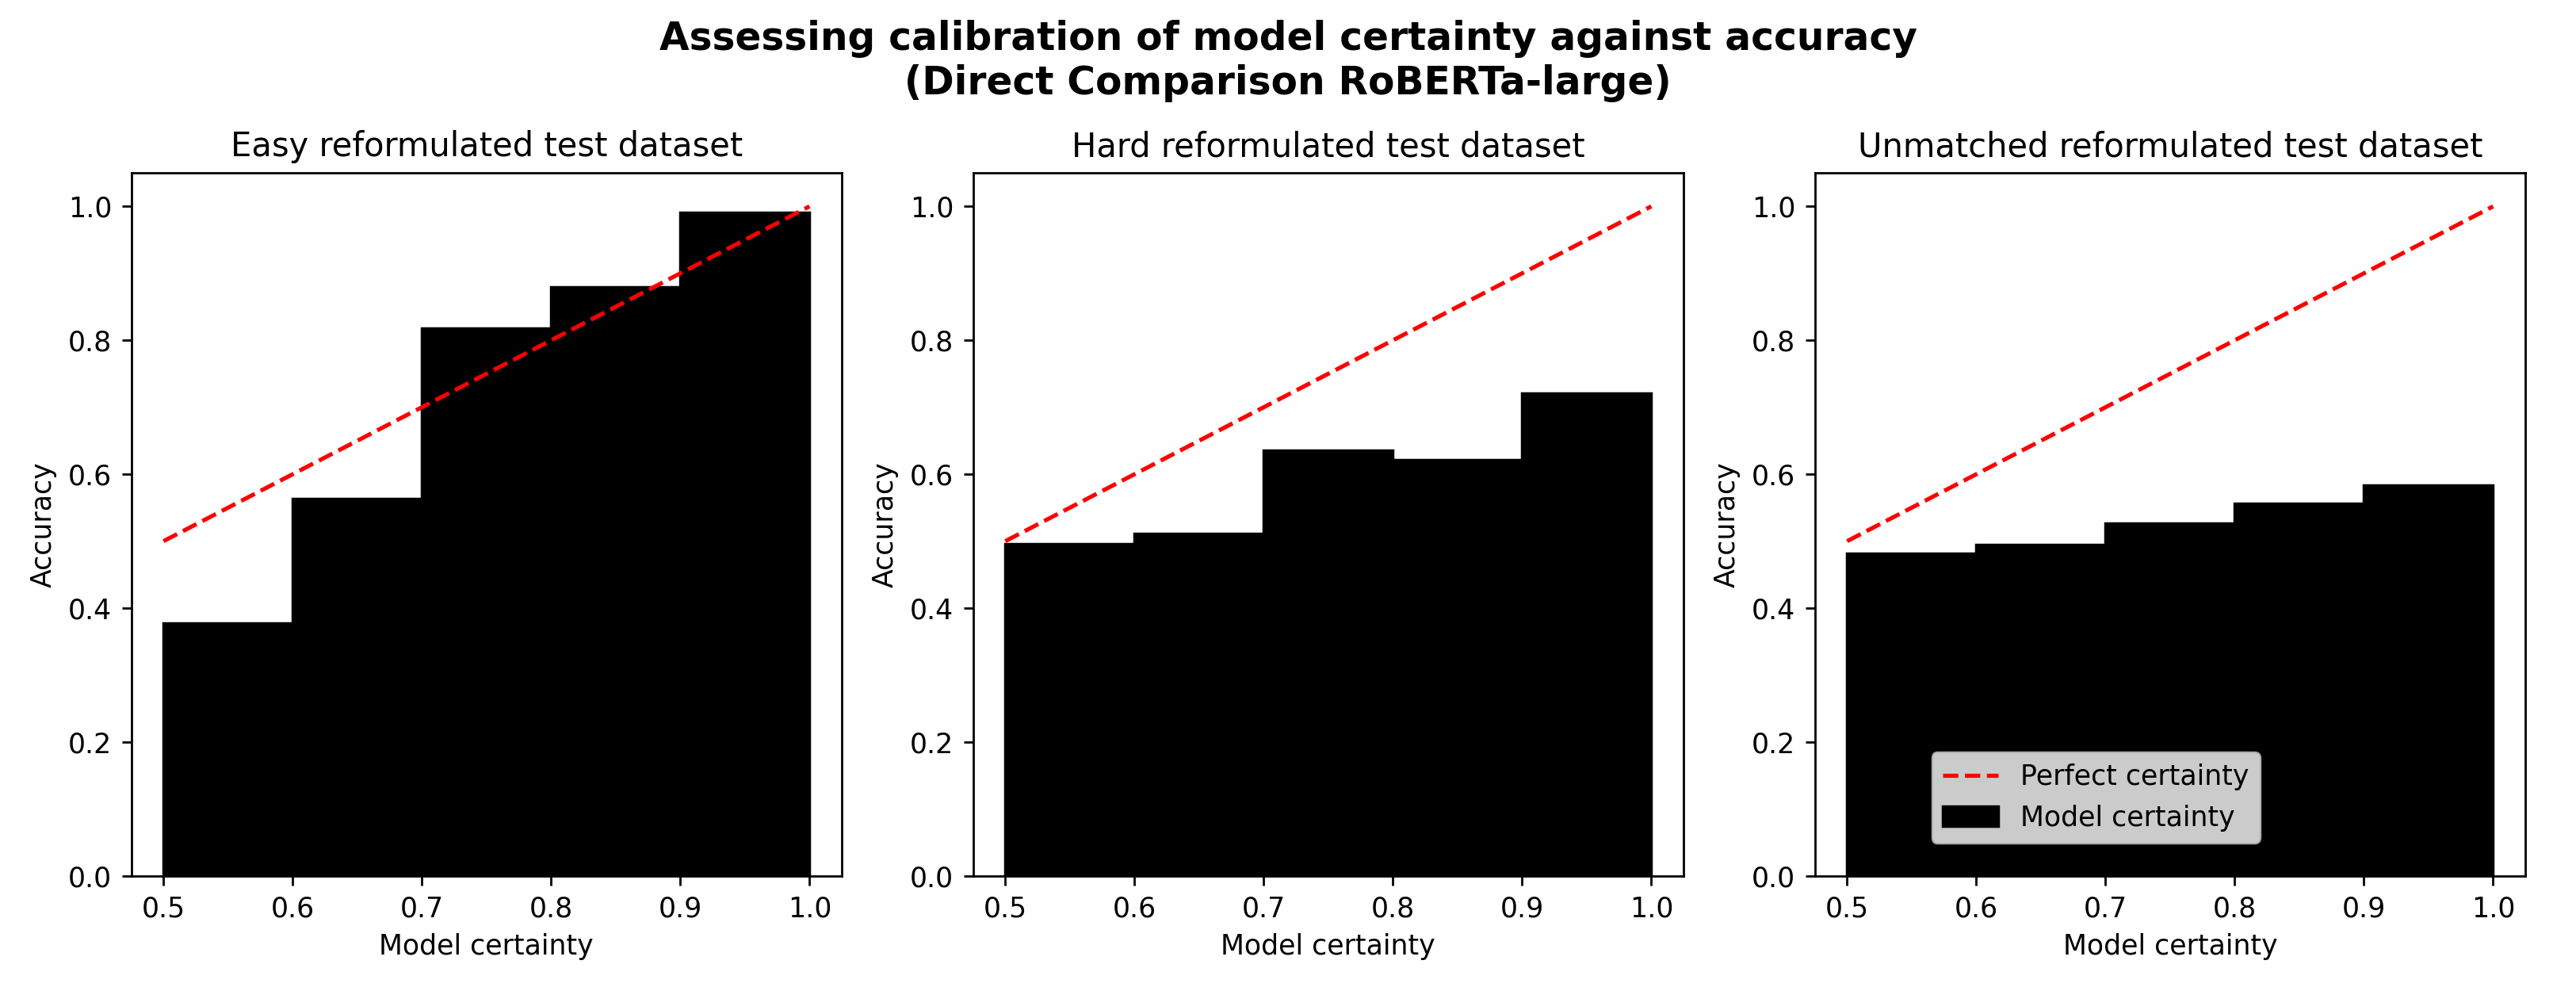 Assessing calibration of model certainty against accuracy
(Direct Comparison RoBERTa-large)
Easy reformulated test dataset
1.0
0.8
0.6
0.4
0.2
0.0
Accuracy
0.5 0.6 0.7 0.8 0.9 1.0
Model certainty
Hard reformulated test dataset
1.0
0.8
0.6
0.4
0.2
0.0
Accuracy
0.5 0.6 0.7 0.8 0.9 1.0
Model certainty
Unmatched reformulated test dataset
1.0
0.8
0.6
0.4
0.2
0.0
Accuracy
Perfect certainty
Model certainty
0.5 0.6 0.7 0.8 0.9 1.0
Model certainty